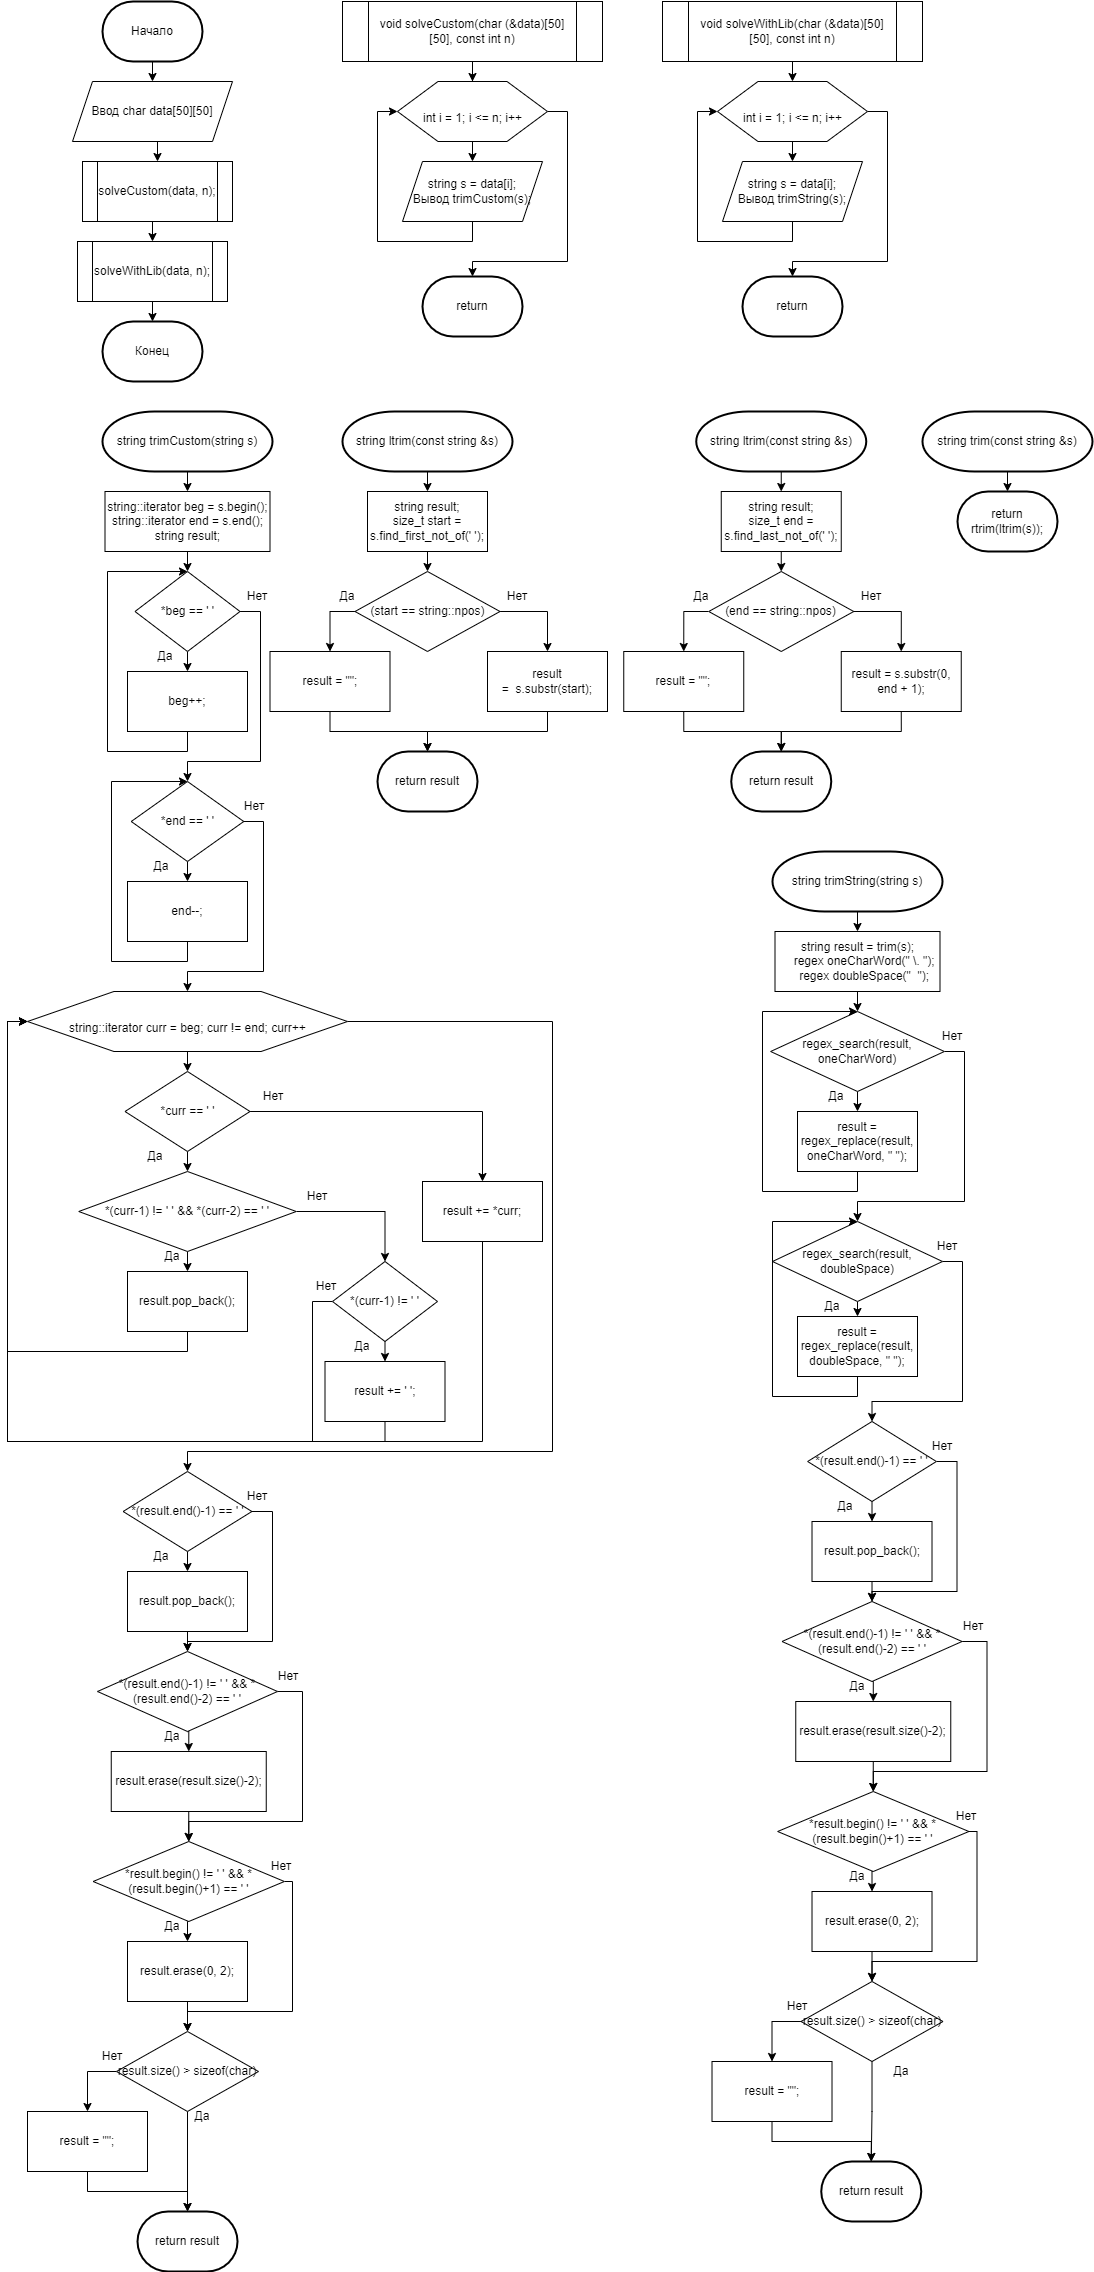 Начало
Ввод char data[50][50]
solveCustom(data, n);
solveWithLib(data, n);
Конец
void solveCustom(char (&data)[50]
[50], const int n)
int i = 1; i <= n; i++
string s = data[i];
Вывод trimCustom(s);
return
void solveWithLib(char (&data)[50]
[50], const int n)
int i = 1; i <= n; i++
string s = data[i];
Вывод trimString(s);
return
string trimCustom(string s)
string::iterator beg = s.begin();
string::iterator end = s.end();
string result;
*beg == ' '
Нет
Да
beg++;
*end == ' '
Нет
Да
end--;
string::iterator curr = beg; curr != end; curr++
*curr == ' '
Нет
Да
*(curr-1) != ' ' && *(curr-2) == ' '
Нет
result += *curr;
Да
result.pop_back();
Нет
*(curr-1) != ' '
Да
result += ' ';
*(result.end()-1) == ' '
Нет
Да
result.pop_back();
*(result.end()-1) != ' ' && *
(result.end()-2) == ' '
Нет
Да
result.erase(result.size()-2);
*result.begin() != ' ' && *
(result.begin()+1) == ' '
Нет
Да
result.erase(0, 2);
Нет
result.size() > sizeof(char)
Да
result = "";
return result
string ltrim(const string &s)
string result;
size_t start =
s.find_first_not_of(' ');
Да
(start == string::npos)
Нет
result = "";
result
= s.substr(start);
return result
string ltrim(const string &s)
string result;
size_t end =
s.find_last_not_of(' ');
Да
(end == string::npos)
Нет
result = "";
result = s.substr(0,
end + 1);
return result
string trim(const string &s)
return
rtrim(ltrim(s));
string trimString(string s)
string result = trim(s);
regex oneCharWord(" \. ");
regex doubleSpace("  ");
regex_search(result,
oneCharWord)
Нет
Да
result =
regex_replace(result,
oneCharWord, " ");
regex_search(result,
doubleSpace)
Нет
Да
result =
regex_replace(result,
doubleSpace, " ");
*(result.end()-1) == ' '
Нет
Да
result.pop_back();
*(result.end()-1) != ' ' && *
(result.end()-2) == ' '
Нет
Да
result.erase(result.size()-2);
*result.begin() != ' ' && *
(result.begin()+1) == ' '
Нет
Да
result.erase(0, 2);
Нет
result.size() > sizeof(char)
Да
result = "";
return result